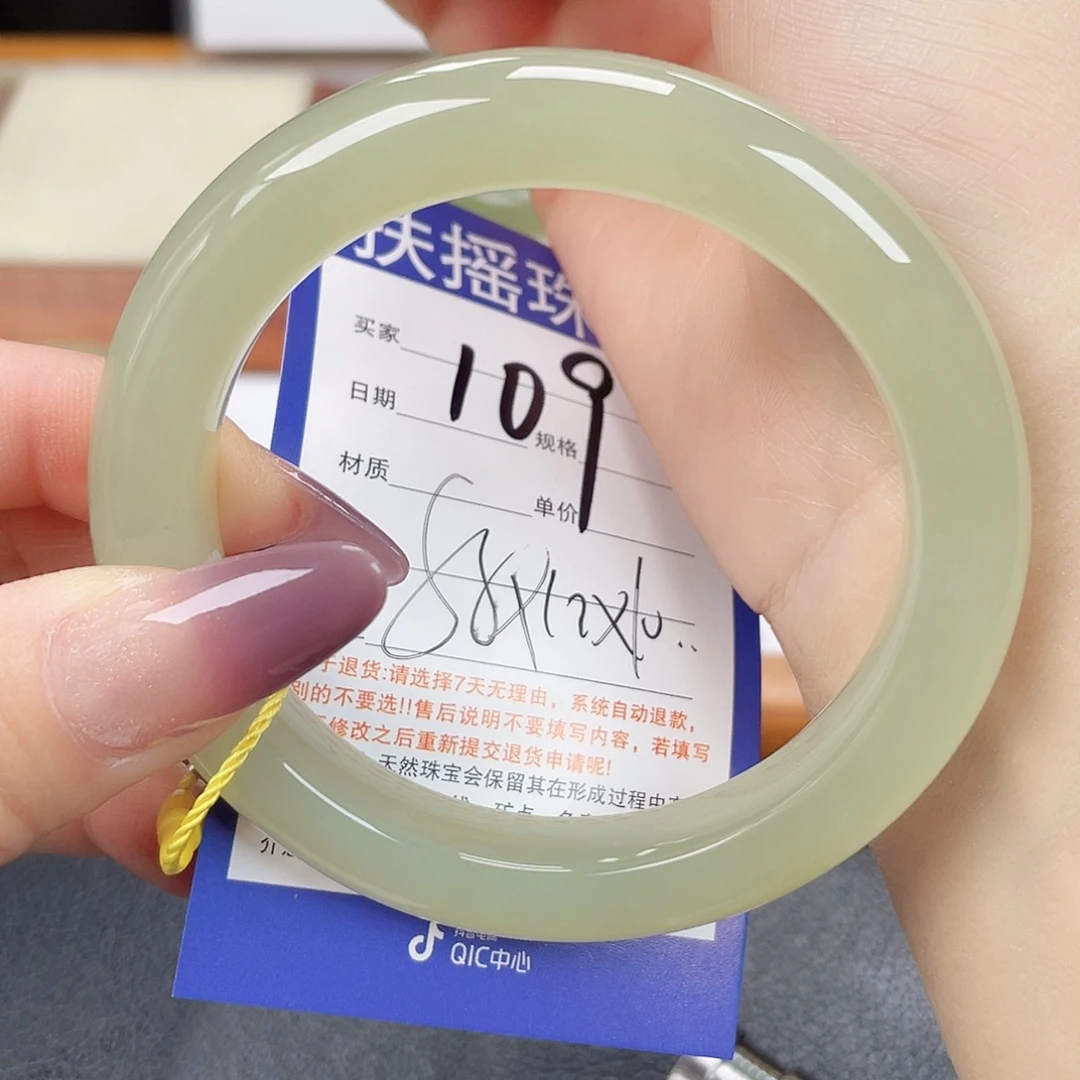 扶摇珠
买家
109
日期
规格
材质
单价
58x12x10..
退货:请选择7天无理由，系统自动退款，
别的不要选!!售后说明不要填写内容，若填写
修改之后重新提交退货申请呢!
天然珠宝会保留其在形成过程中
QIC中心